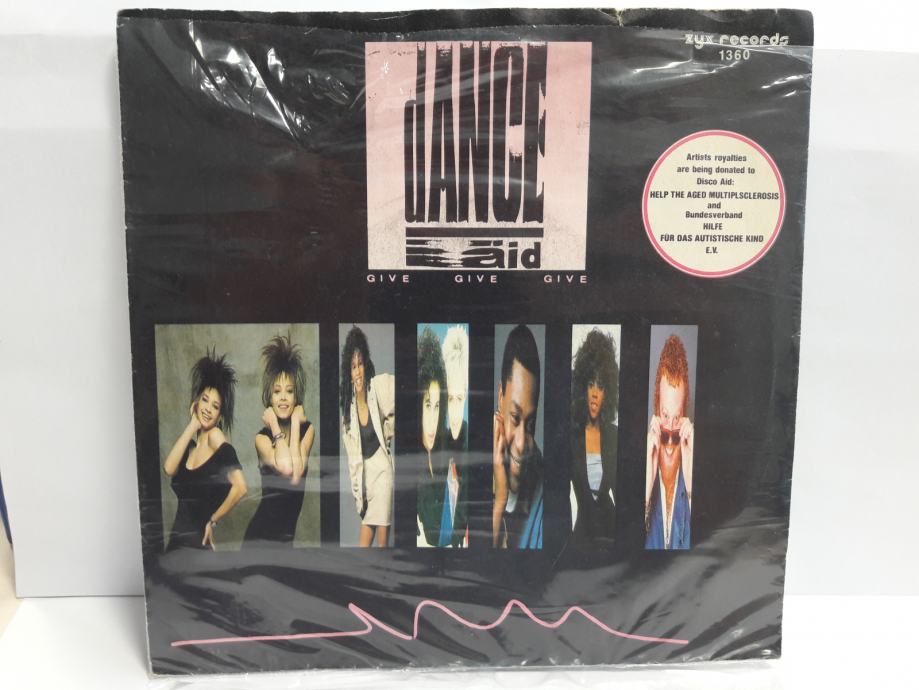 zyx records
1360
dANCE
aid
GIVE GIVE GIVE
Artists royalties
are being donated to
Disco Aid:
HELP THE AGED MULTIPLSCLEROSIS
and
Bundesverband
HILFE
FÜR DAS AUTISTISCHE KIND
E.V.